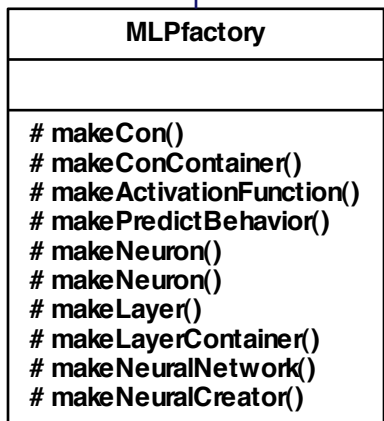 MLPfactory
# makeCon()
# makeConContainer()
# makeActivationFunction()
# makePredictBehavior()
# makeNeuron()
# makeNeuron()
# makeLayer()
# makeLayerContainer()
# makeNeuralNetwork()
# makeNeuralCreator()